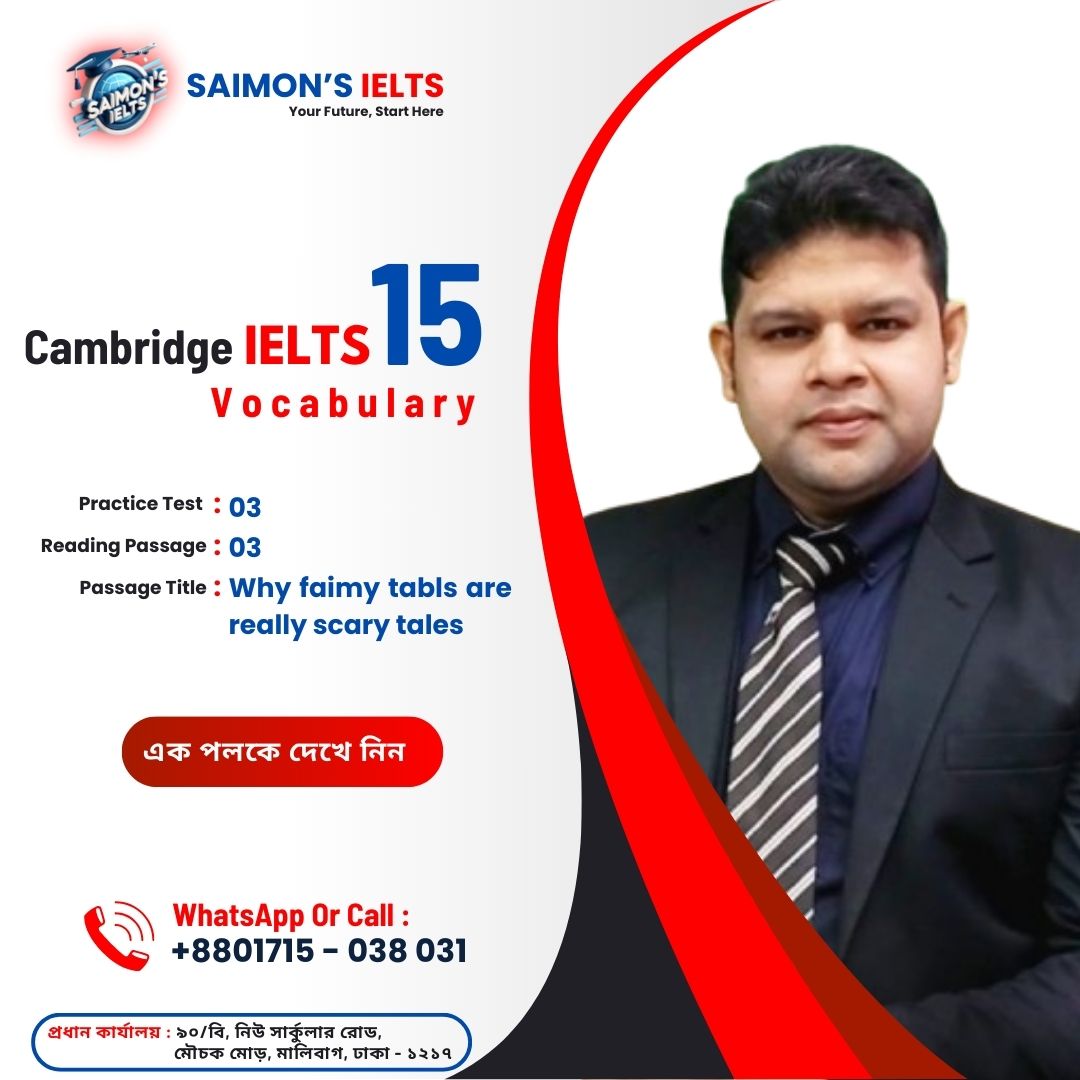 SAIMON'S IELTS
SAIMON'S IELTS
Your Future, Start Here
Cambridge IELTS 15
Vocabulary
Practice Test : 03
Reading Passage : 03
Passage Title : Why faimy tabls are
really scary tales
এক পলকে দেখে নিন
WhatsApp Or Call :
+8801715 – 038 031
প্রধান কার্যালয় : ৯০/বি, নিউ সার্কুলার রোড,
মৌচক মোড়, মালিবাগ, ঢাকা - ১২১৭